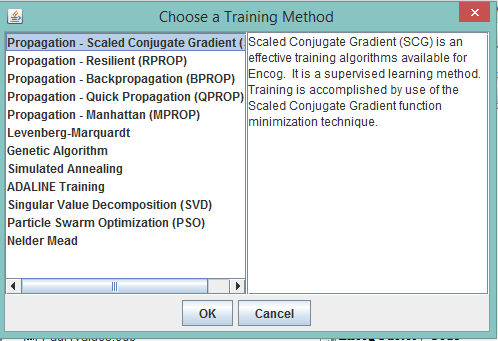 Choose a Training Method
Propagation - Scaled Conjugate Gradient (
Propagation - Resilient (RPROP)
Propagation - Backpropagation (BPROP)
Propagation - Quick Propagation (QPROP)
Propagation - Manhattan (MPROP)
Levenberg-Marquardt
Genetic Algorithm
Simulated Annealing
ADALINE Training
Singular Value Decomposition (SVD)
Particle Swarm Optimization (PSO)
Nelder Mead
Scaled Conjugate Gradient (SCG) is an
effective training algorithms available for
Encog. It is a supervised learning method.
Training is accomplished by use of the
Scaled Conjugate Gradient function
minimization technique.
OK
Cancel